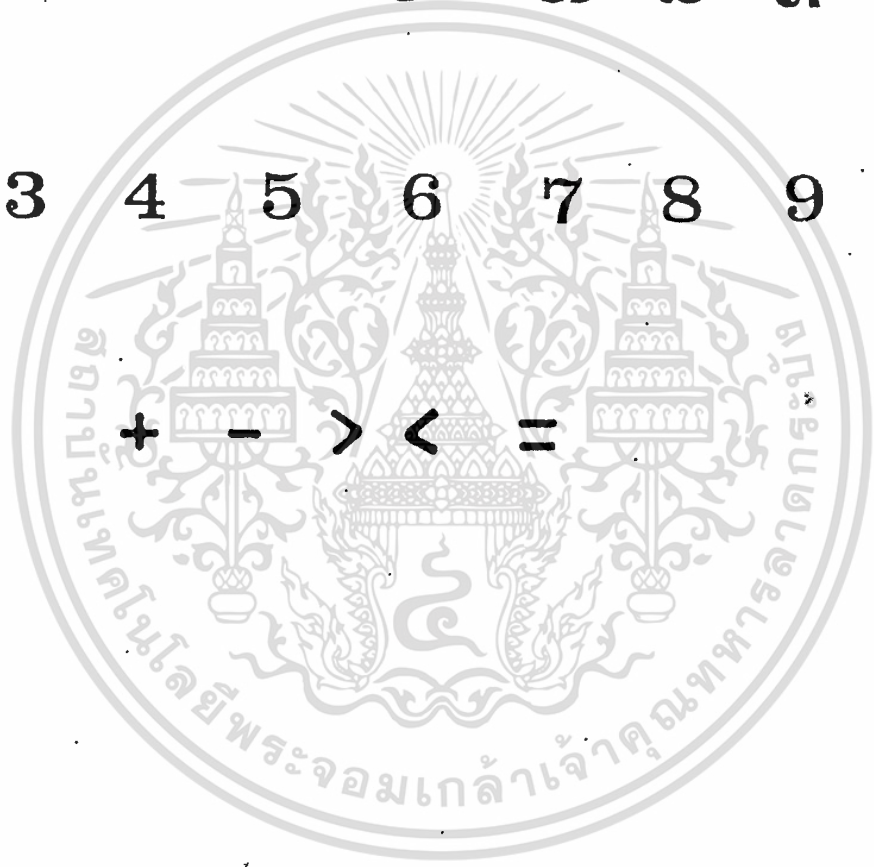 3 4 5 6 7 8 9
+ - > < =
สถาบันเทคโนโลยีพระจอมเกล้าเจ้าคุณทหารลาดกระบัง
๔